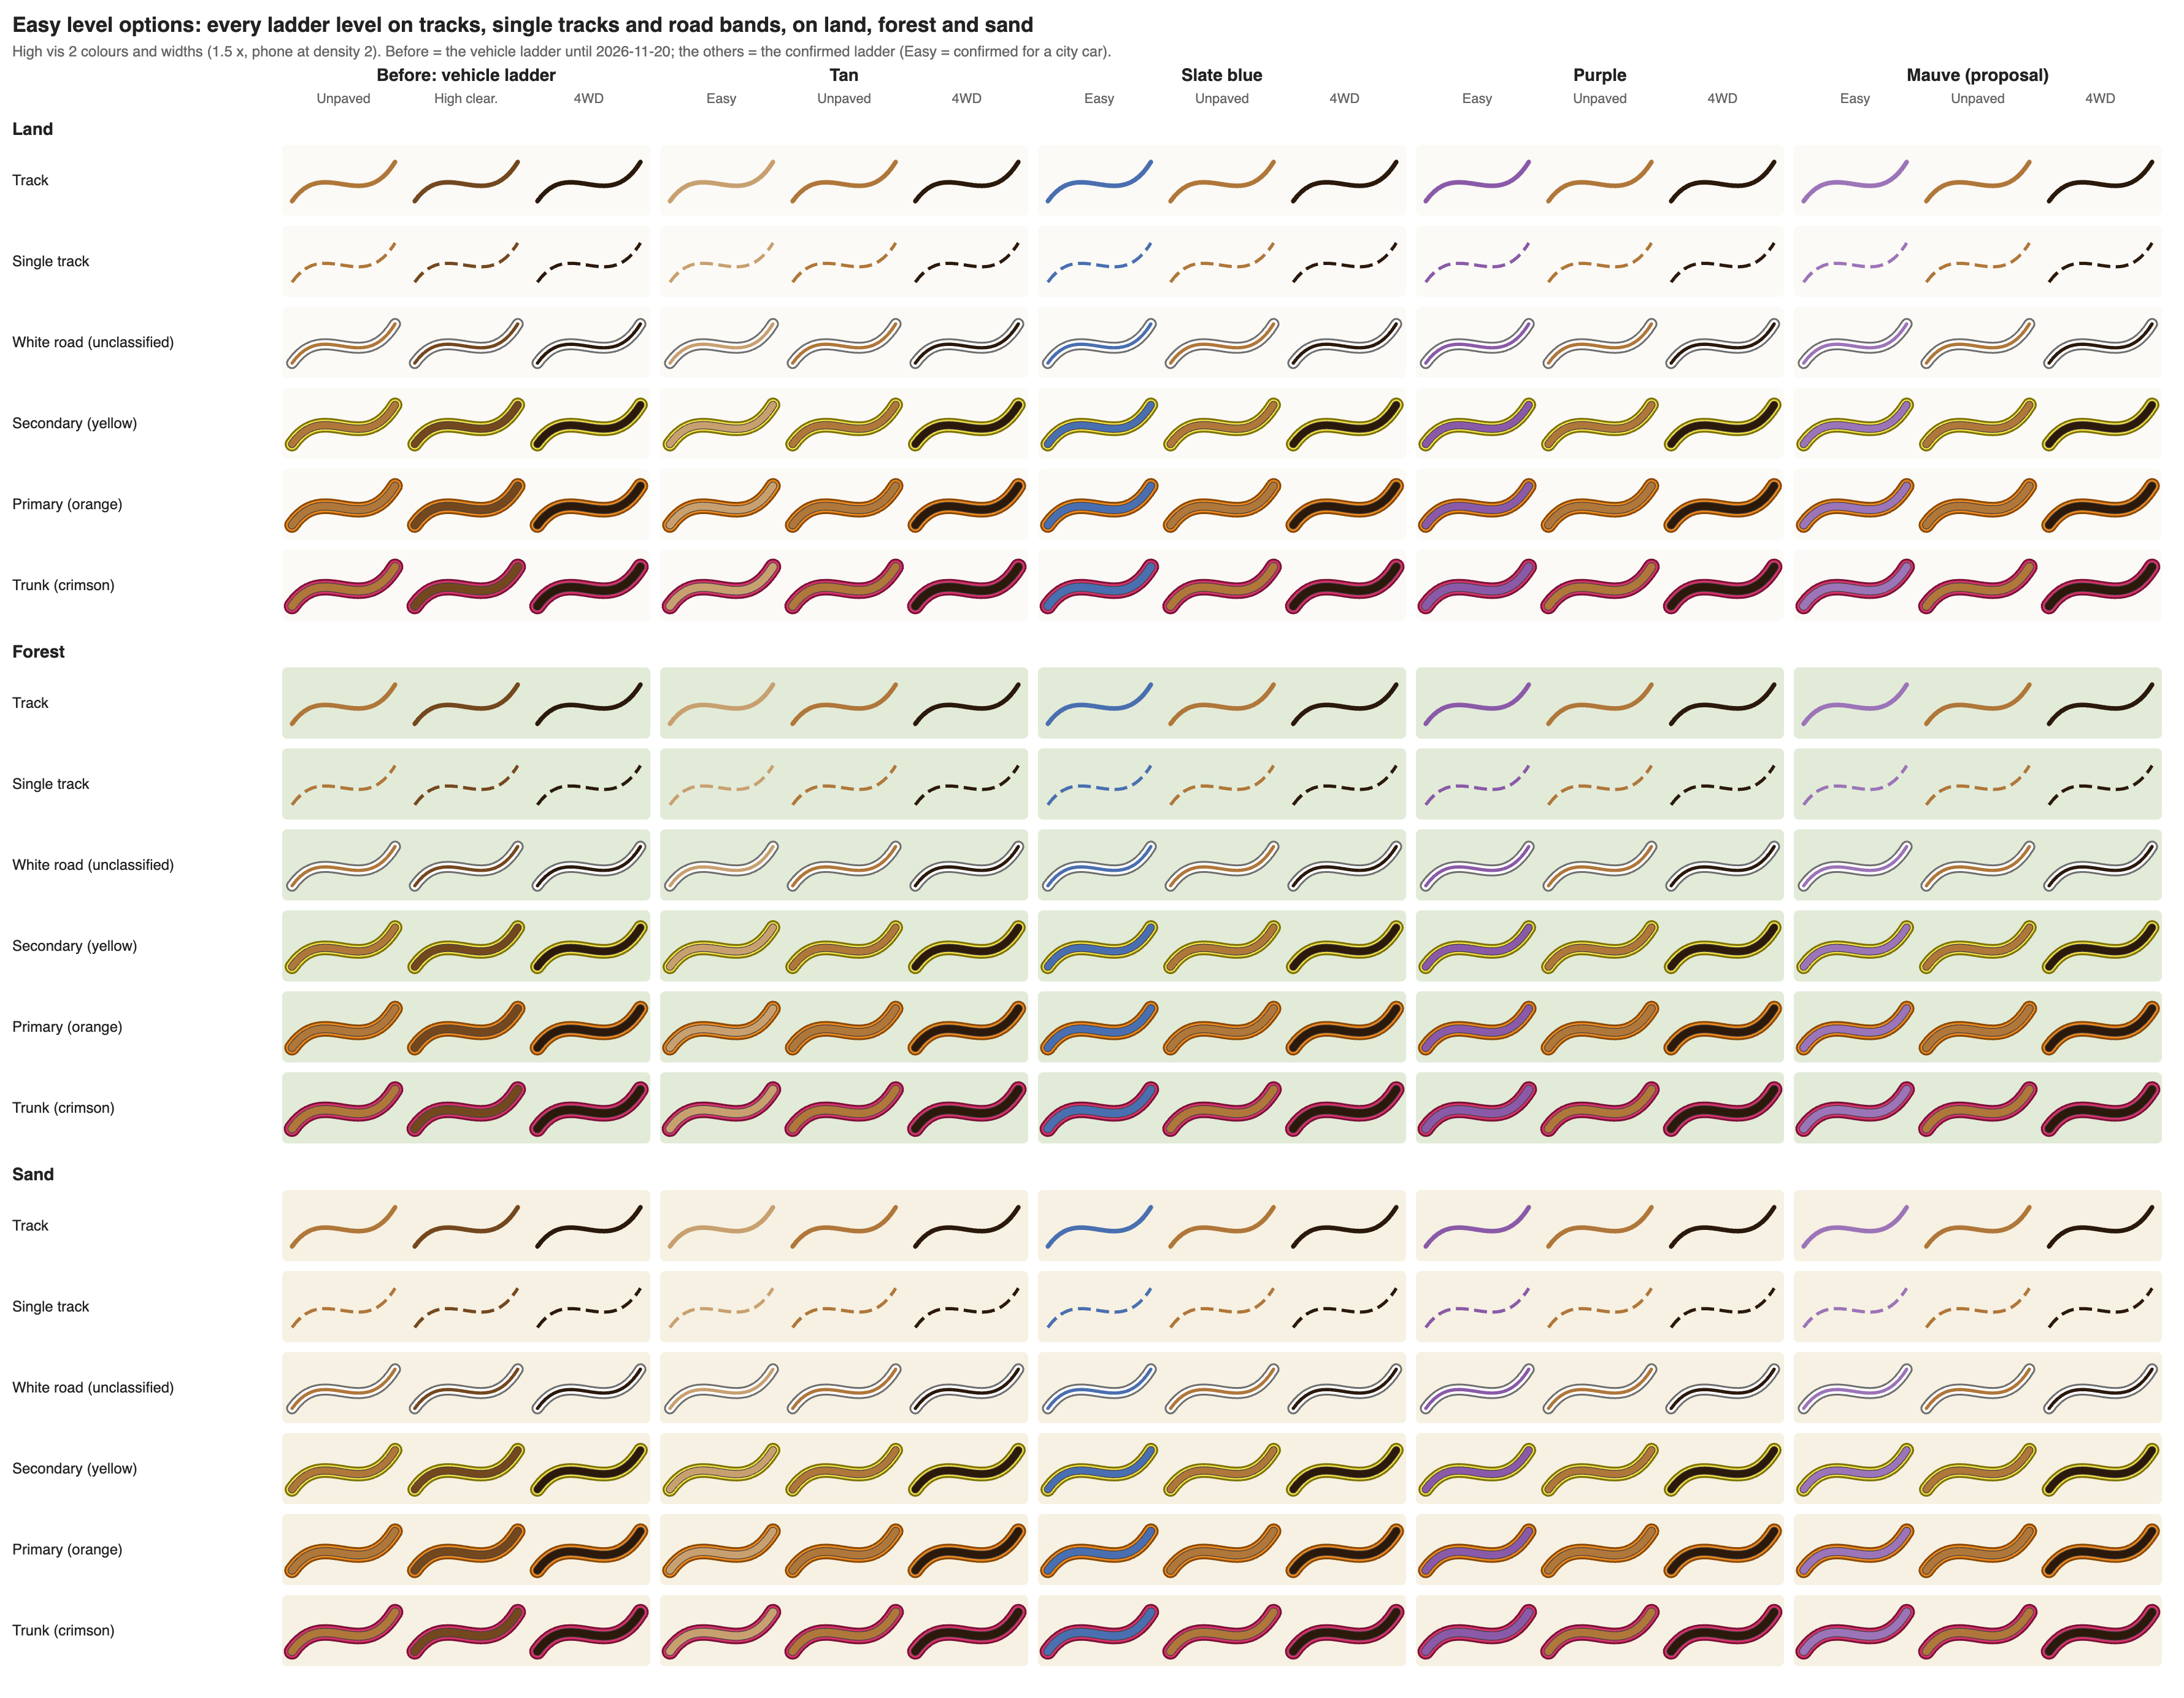 Easy level options: every ladder level on tracks, single tracks and road bands, on land, forest and sand
High vis 2 colours and widths (1.5 x, phone at density 2). Before = the vehicle ladder until 2026-11-20; the others = the confirmed ladder (Easy = confirmed for a city car).
Before: vehicle ladder Tan Slate blue Purple Mauve (proposal)
Unpaved High clear. 4WD Easy Unpaved 4WD Easy Unpaved 4WD Easy Unpaved 4WD Easy Unpaved 4WD
Land
Track
Single track
White road (unclassified)
Secondary (yellow)
Primary (orange)
Trunk (crimson)
Forest
Track
Single track
White road (unclassified)
Secondary (yellow)
Primary (orange)
Trunk (crimson)
Sand
Track
Single track
White road (unclassified)
Secondary (yellow)
Primary (orange)
Trunk (crimson)